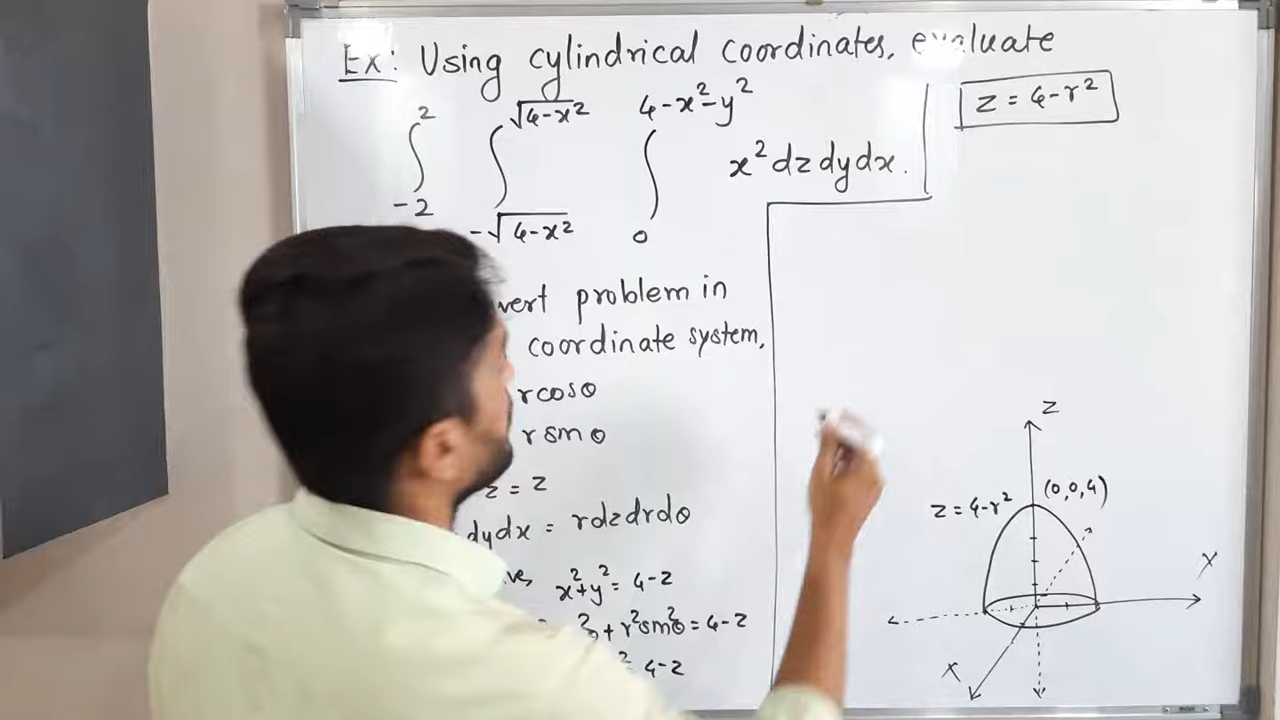 Ex: Using cylindrical coordinates, evaluate
∫_{-2}^{2} ∫_{-√(4-x²)}^{√(4-x²)} ∫_{0}^{4-x²-y²} x² dz dy dx.
problem in
coordinate system,
rcosθ
rsinθ
z = z
dydx = rdzdrdθ
x²+y² = 4-z
+ r²sin²θ = 4-z
4-z
z = 4-r²
z
z = 4-r²
(0,0,4)
Y
X